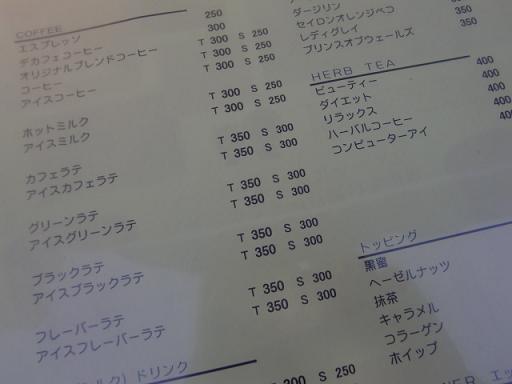 COFFEE
エスプレッソ 250
デカフェコーヒー 300
オリジナルブレンドコーヒー T 300 S 250
コーヒー T 300 S 250
アイスコーヒー T 300 S 250
ホットミルク T 300 S 250
アイスミルク T 300 S 250
カフェラテ T 350 S 300
アイスカフェラテ T 350 S 300
グリーンラテ T 350 S 300
アイスグリーンラテ T 350 S 300
ブラックラテ T 350 S 300
アイスブラックラテ T 350 S 300
フレーバーラテ T 350 S 300
アイスフレーバーラテ T 350 S 300
ルク) ドリンク
300 S 250
ダージリン
セイロンオレンジペコ 350
レディグレイ 350
プリンスオブウェールズ 350
HERB TEA
ビューティー 400
ダイエット 400
リラックス 400
ハーバルコーヒー 400
コンピューターアイ 400
トッピング
黒蜜
ヘーゼルナッツ
抹茶
キャラメル
コラーゲン
ホイップ